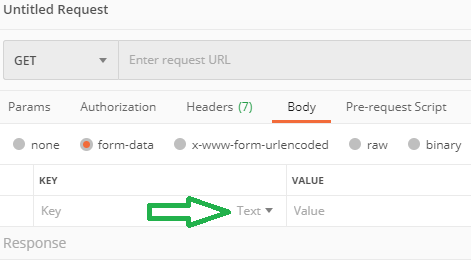 Untitled Request
GET Enter request URL
Params Authorization Headers (7) Body Pre-request Script
none form-data x-www-form-urlencoded raw binary
KEY VALUE
Key Text Value
Response